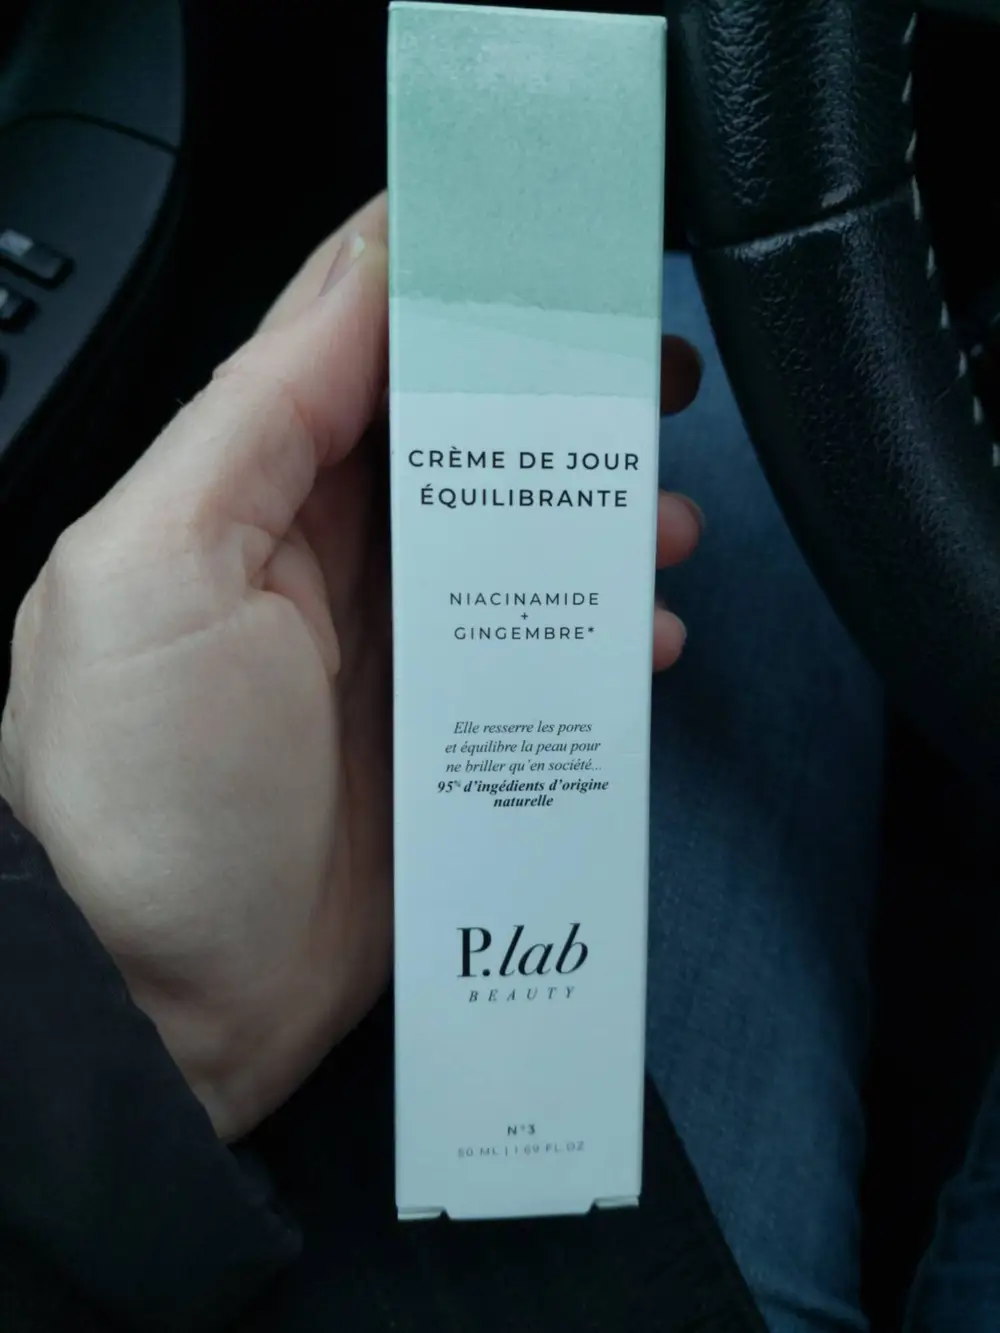 CRÈME DE JOUR
ÉQUILIBRANTE
NIACINAMIDE
+
GINGEMBRE*
Elle resserre les pores
et équilibre la peau pour
ne briller qu'en société...
95% d'ingédients d'origine
naturelle
P.lab
BEAUTY
N°3
50 ML | 1 69 FL OZ